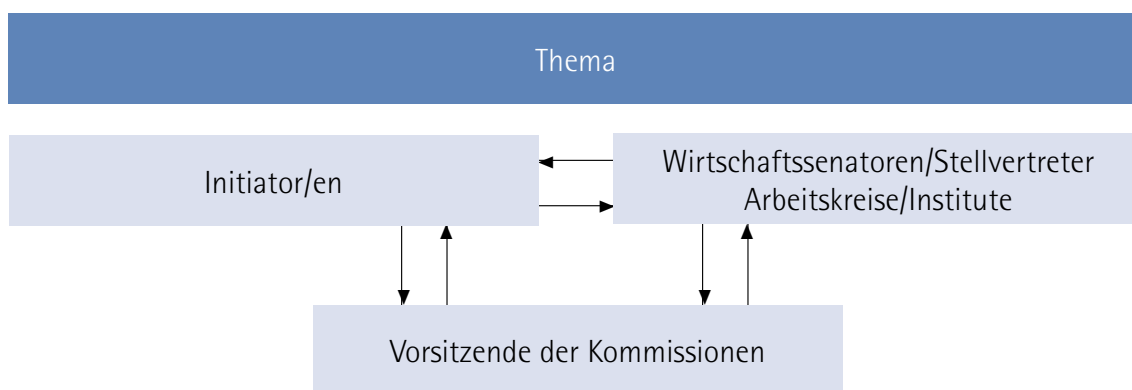 Thema
Initiator/en
Wirtschaftssenatoren/Stellvertreter
Arbeitskreise/Institute
Vorsitzende der Kommissionen